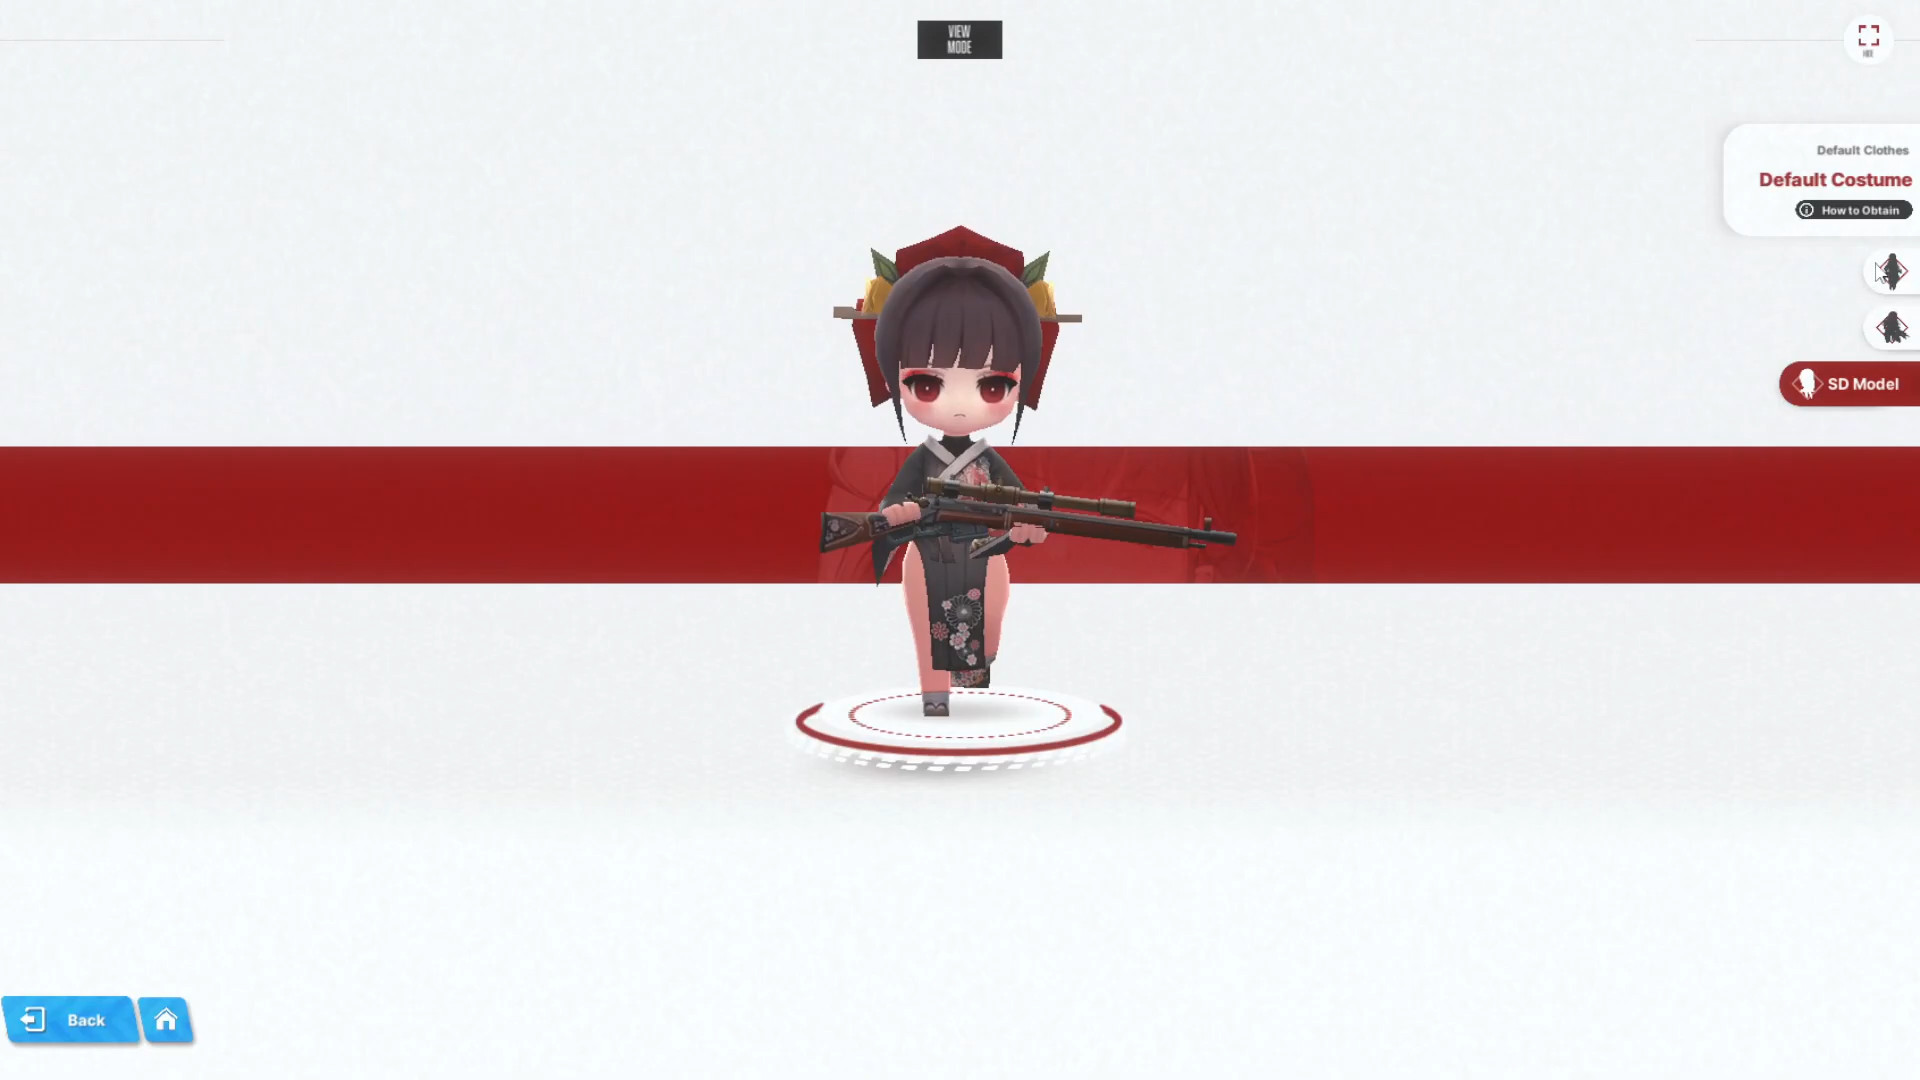 VIEW
MODE
Default Clothes
Default Costume
How to Obtain
SD Model
Back